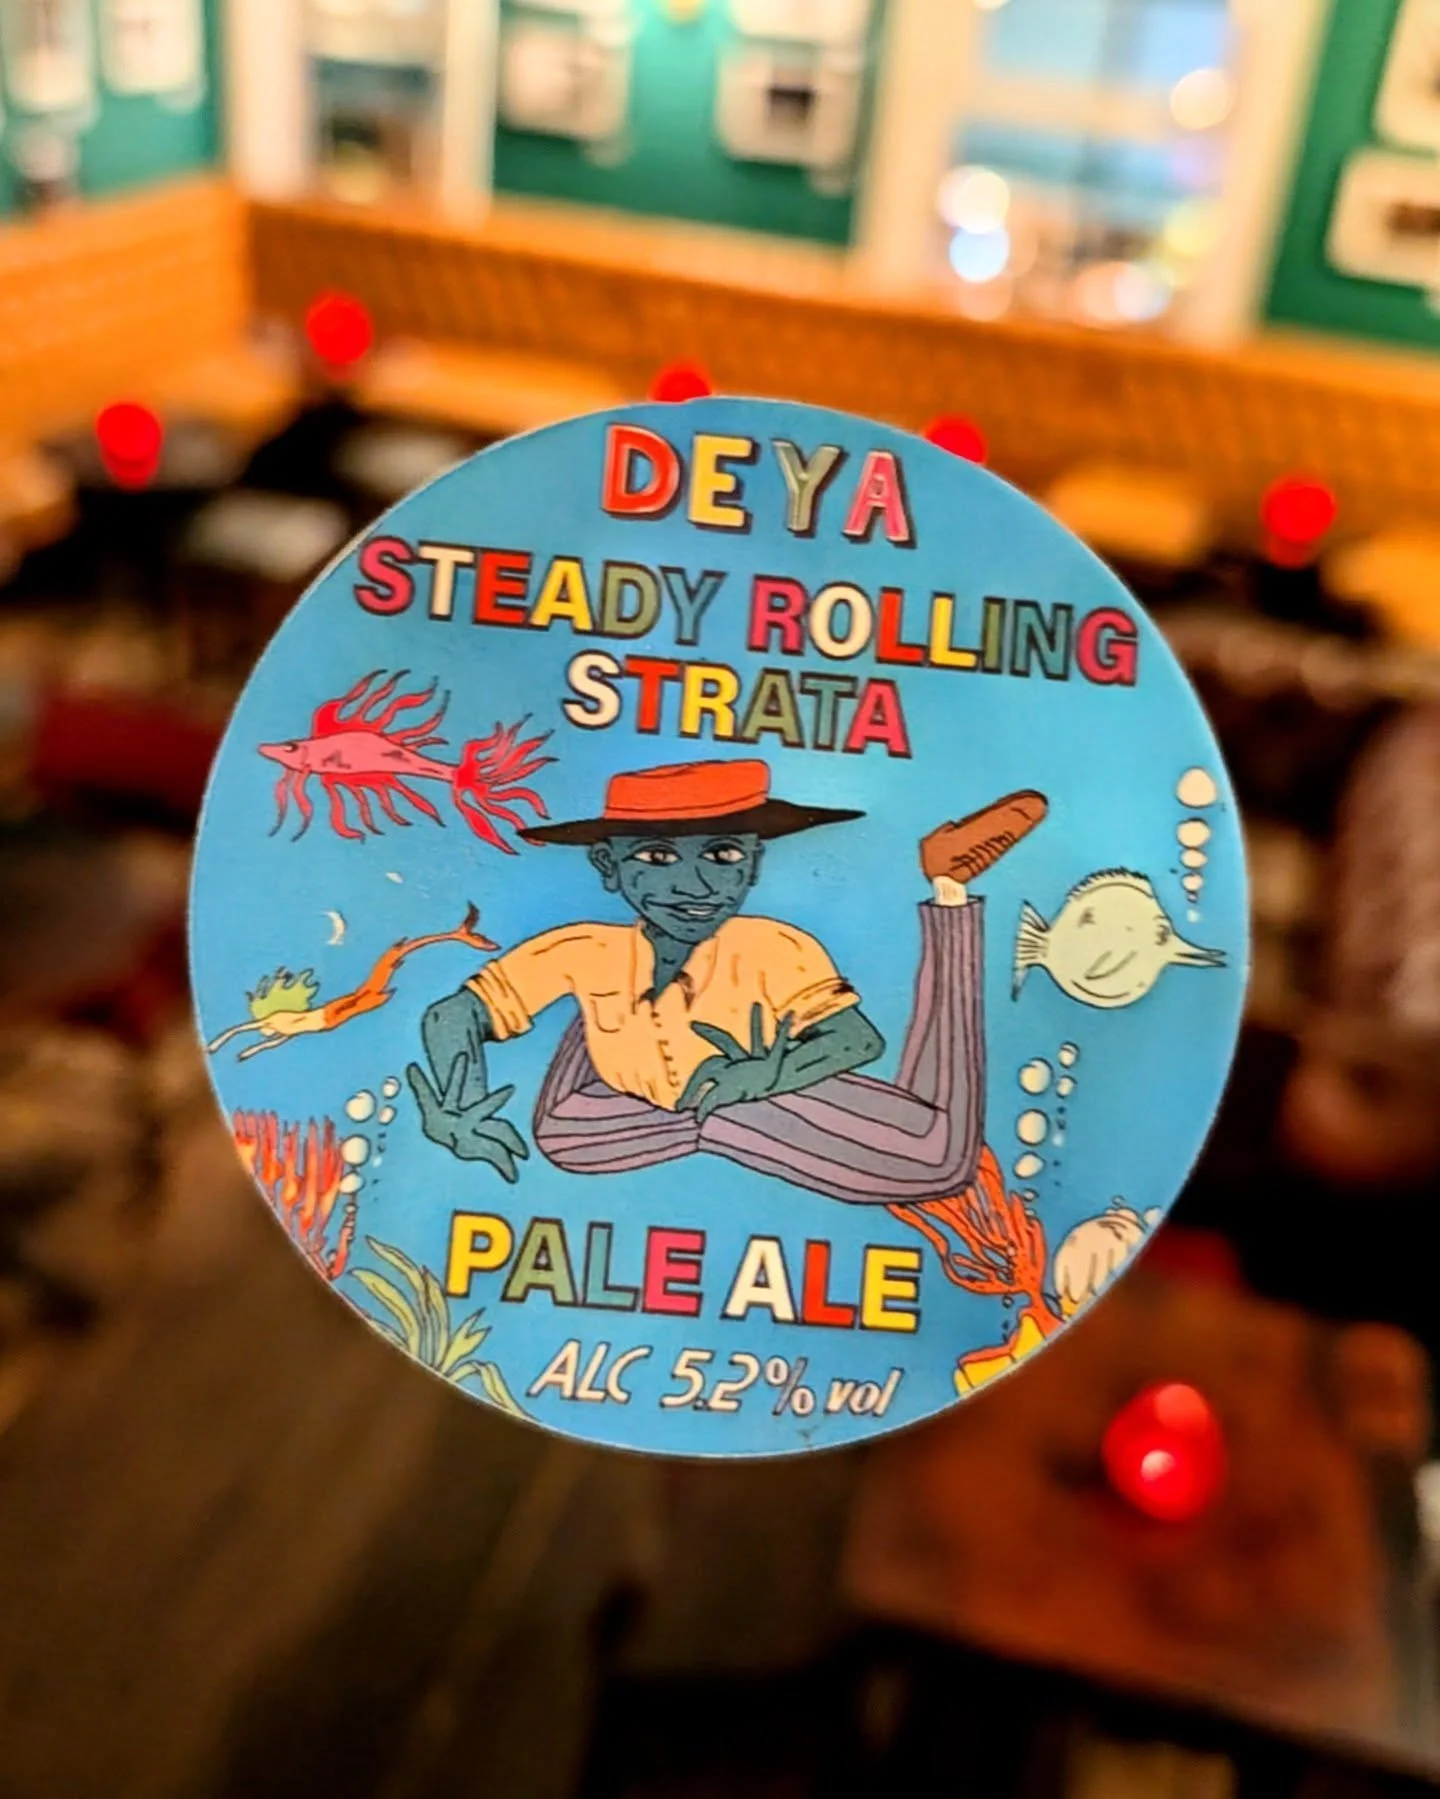 DEYA
STEADY ROLLING
STRATA
PALE ALE
ALC 5.2% vol